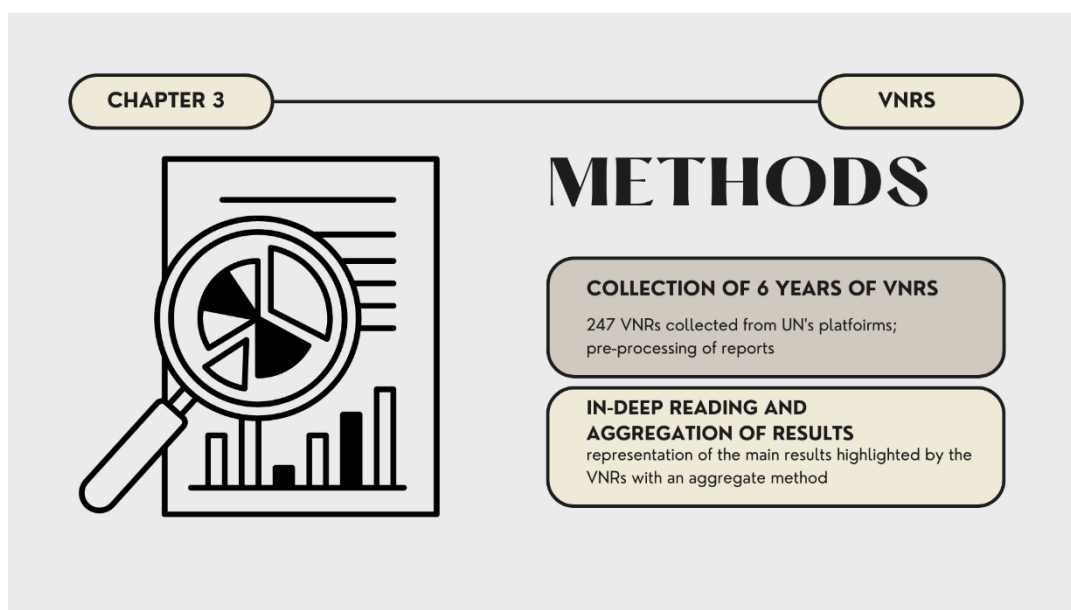 CHAPTER 3
VNRS
METHODS
COLLECTION OF 6 YEARS OF VNRS
247 VNRs collected from UN's platfoirms;
pre-processing of reports
IN-DEEP READING AND
AGGREGATION OF RESULTS
representation of the main results highlighted by the
VNRs with an aggregate method